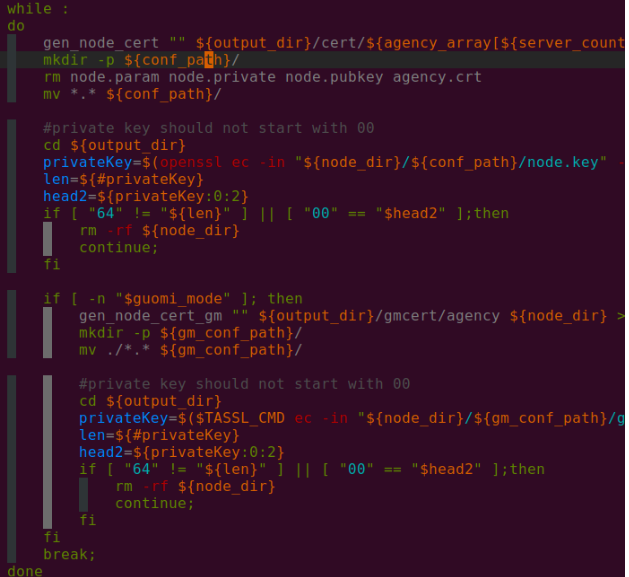 while :
do
gen_node_cert "" ${output_dir}/cert/${agency_array[${server_count
mkdir -p ${conf_path}/
rm node.param node.private node.pubkey agency.crt
mv *.* ${conf_path}/
#private key should not start with 00
cd ${output_dir}
privateKey=$(openssl ec -in "${node_dir}/${conf_path}/node.key" -
len=${#privateKey}
head2=${privateKey:0:2}
if [ "64" != "${len}" ] || [ "00" == "$head2" ];then
rm -rf ${node_dir}
continue;
fi
if [ -n "$guomi_mode" ]; then
gen_node_cert_gm "" ${output_dir}/gmcert/agency ${node_dir} >
mkdir -p ${gm_conf_path}/
mv ./*.* ${gm_conf_path}/
#private key should not start with 00
cd ${output_dir}
privateKey=$($TASSL_CMD ec -in "${node_dir}/${gm_conf_path}/g
len=${#privateKey}
head2=${privateKey:0:2}
if [ "64" != "${len}" ] || [ "00" == "$head2" ];then
rm -rf ${node_dir}
continue;
fi
fi
break;
done